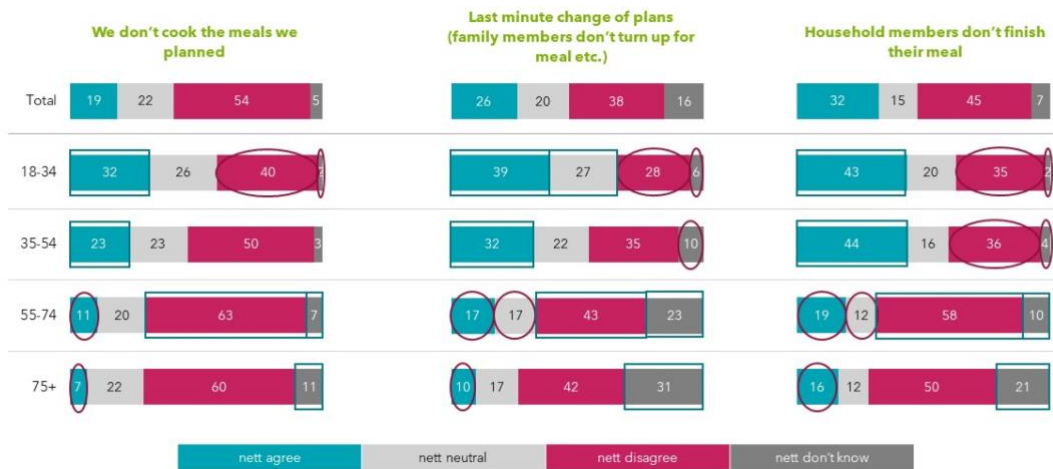 We don't cook the meals we
planned
Last minute change of plans
(family members don't turn up for
meal etc.)
Household members don't finish
their meal
Total 19 22 54 5 26 20 38 16 32 15 45 7
18-34 32 26 40 2 39 27 28 6 43 20 35 2
35-54 23 23 50 3 32 22 35 10 44 16 36 4
55-74 11 20 63 7 17 17 43 23 19 12 58 10
75+ 7 22 60 11 10 17 42 31 16 12 50 21
nett agree nett neutral nett disagree nett don't know